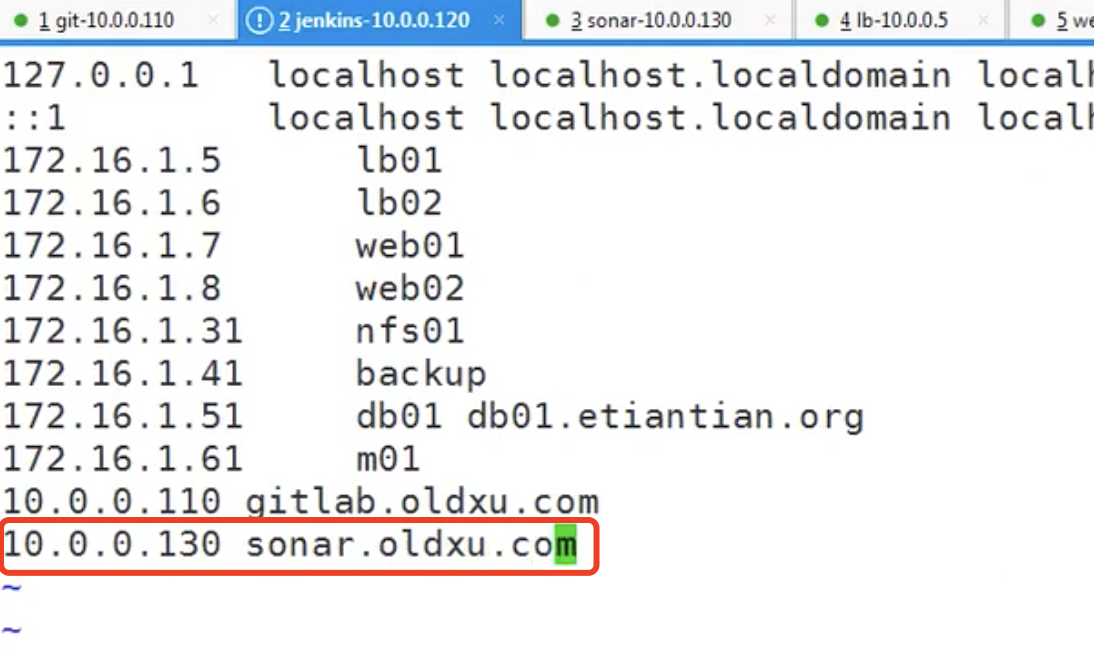 1 git-10.0.0.110 × 2 jenkins-10.0.0.120 × 3 sonar-10.0.0.130 × 4 lb-10.0.0.5 × 5 we
127.0.0.1 localhost localhost.localdomain local
::1 localhost localhost.localdomain local
172.16.1.5 lb01
172.16.1.6 lb02
172.16.1.7 web01
172.16.1.8 web02
172.16.1.31 nfs01
172.16.1.41 backup
172.16.1.51 db01 db01.etiantian.org
172.16.1.61 m01
10.0.0.110 gitlab.oldxu.com
10.0.0.130 sonar.oldxu.com
~
~